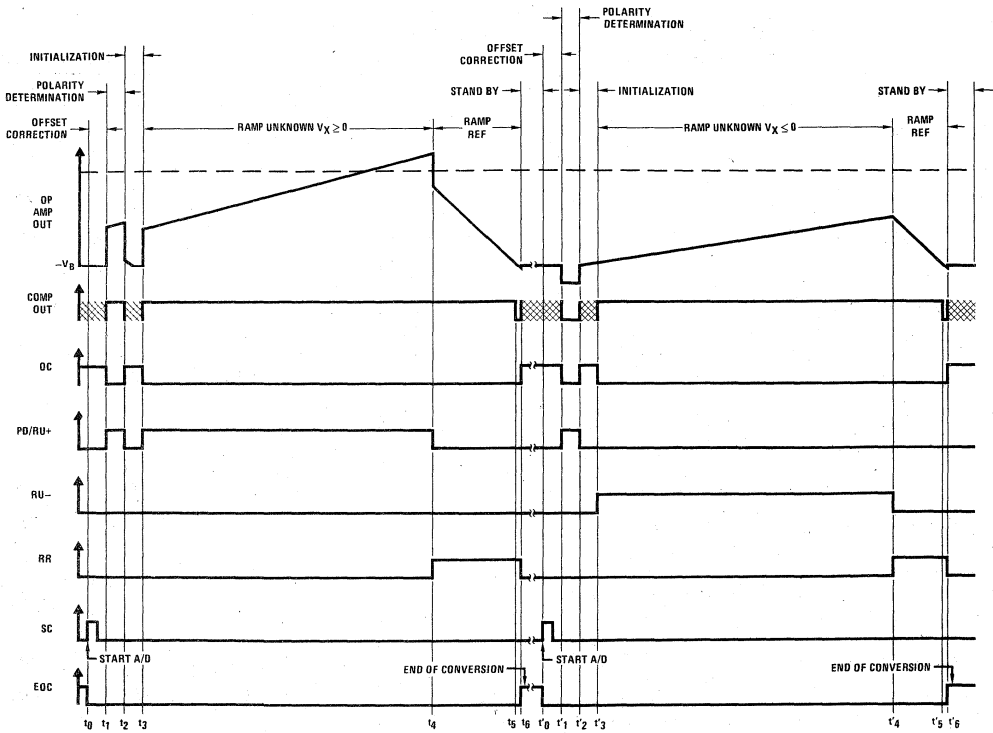 POLARITY
DETERMINATION
OFFSET
CORRECTION
INITIALIZATION
POLARITY
DETERMINATION
STAND BY
INITIALIZATION
STAND BY
OFFSET
CORRECTION
RAMP UNKNOWN VX ≥ 0
RAMP
REF
RAMP UNKNOWN VX ≤ 0
RAMP
REF
OP
AMP
OUT
–VB
COMP
OUT
OC
PD/RU+
RU–
RR
SC
START A/D
START A/D
EOC
END OF CONVERSION
END OF CONVERSION
t0 t1 t2 t3 t4 t5 t6 t'0 t'1 t'2 t'3 t'4 t'5 t'6